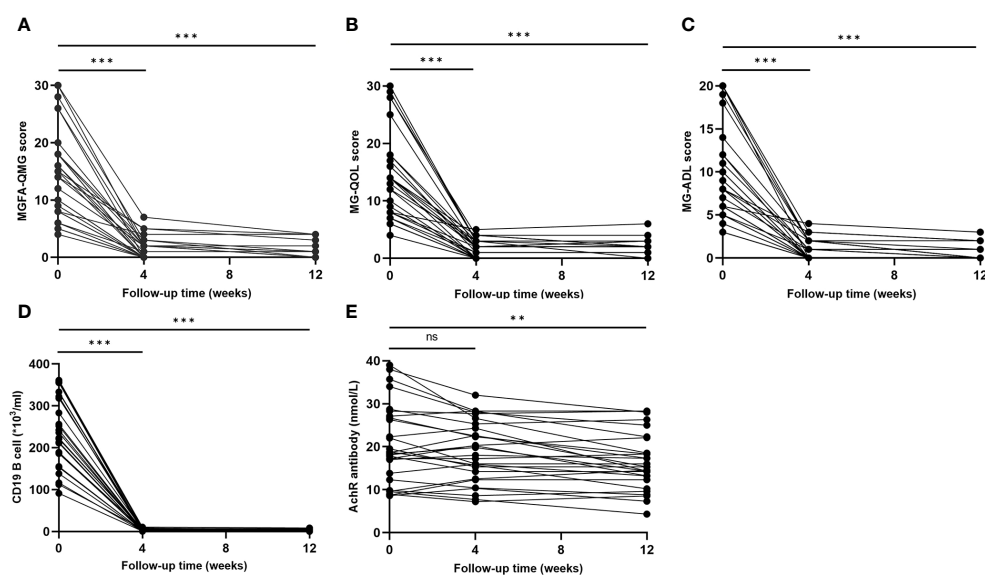 A
***
***
MGFA-QMG score
30
20
10
0
0 4 8 12
Follow-up time (weeks)
B
***
***
MG-QOL score
30
20
10
0
0 4 8 12
Follow-up time (weeks)
C
***
***
MG-ADL score
20
15
10
5
0
0 4 8 12
Follow-up time (weeks)
D
***
***
CD19 B cell (*10³/ml)
400
300
200
100
0
0 4 8 12
Follow-up time (weeks)
E
**
ns
AchR antibody (nmol/L)
40
30
20
10
0
0 4 8 12
Follow-up time (weeks)